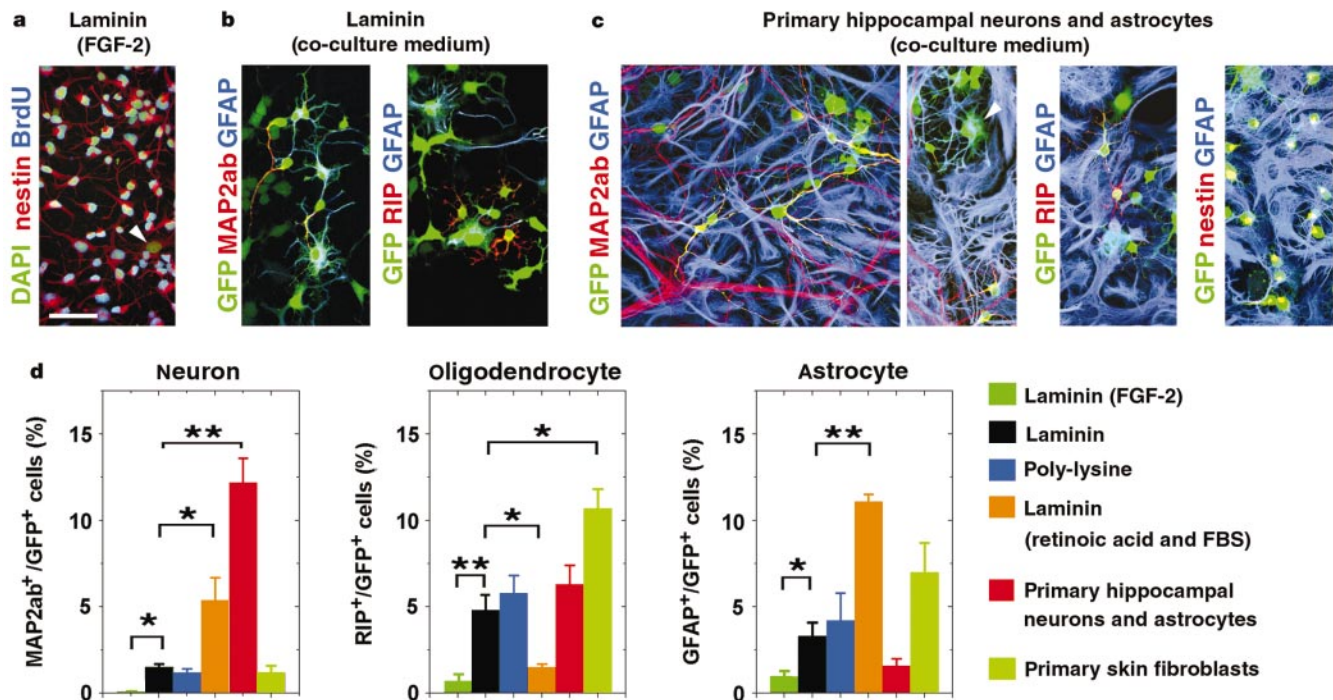 a
Laminin
(FGF-2)
DAPI nestin BrdU
b
Laminin
(co-culture medium)
GFP MAP2ab GFAP
GFP RIP GFAP
c
Primary hippocampal neurons and astrocytes
(co-culture medium)
GFP MAP2ab GFAP
GFP RIP GFAP
GFP nestin GFAP
d
Neuron
MAP2ab⁺/GFP⁺ cells (%)
15
10
5
0
*
*
**
Oligodendrocyte
RIP⁺/GFP⁺ cells (%)
15
10
5
0
**
*
*
Astrocyte
GFAP⁺/GFP⁺ cells (%)
15
10
5
0
*
**
Laminin (FGF-2)
Laminin
Poly-lysine
Laminin
(retinoic acid and FBS)
Primary hippocampal
neurons and astrocytes
Primary skin fibroblasts